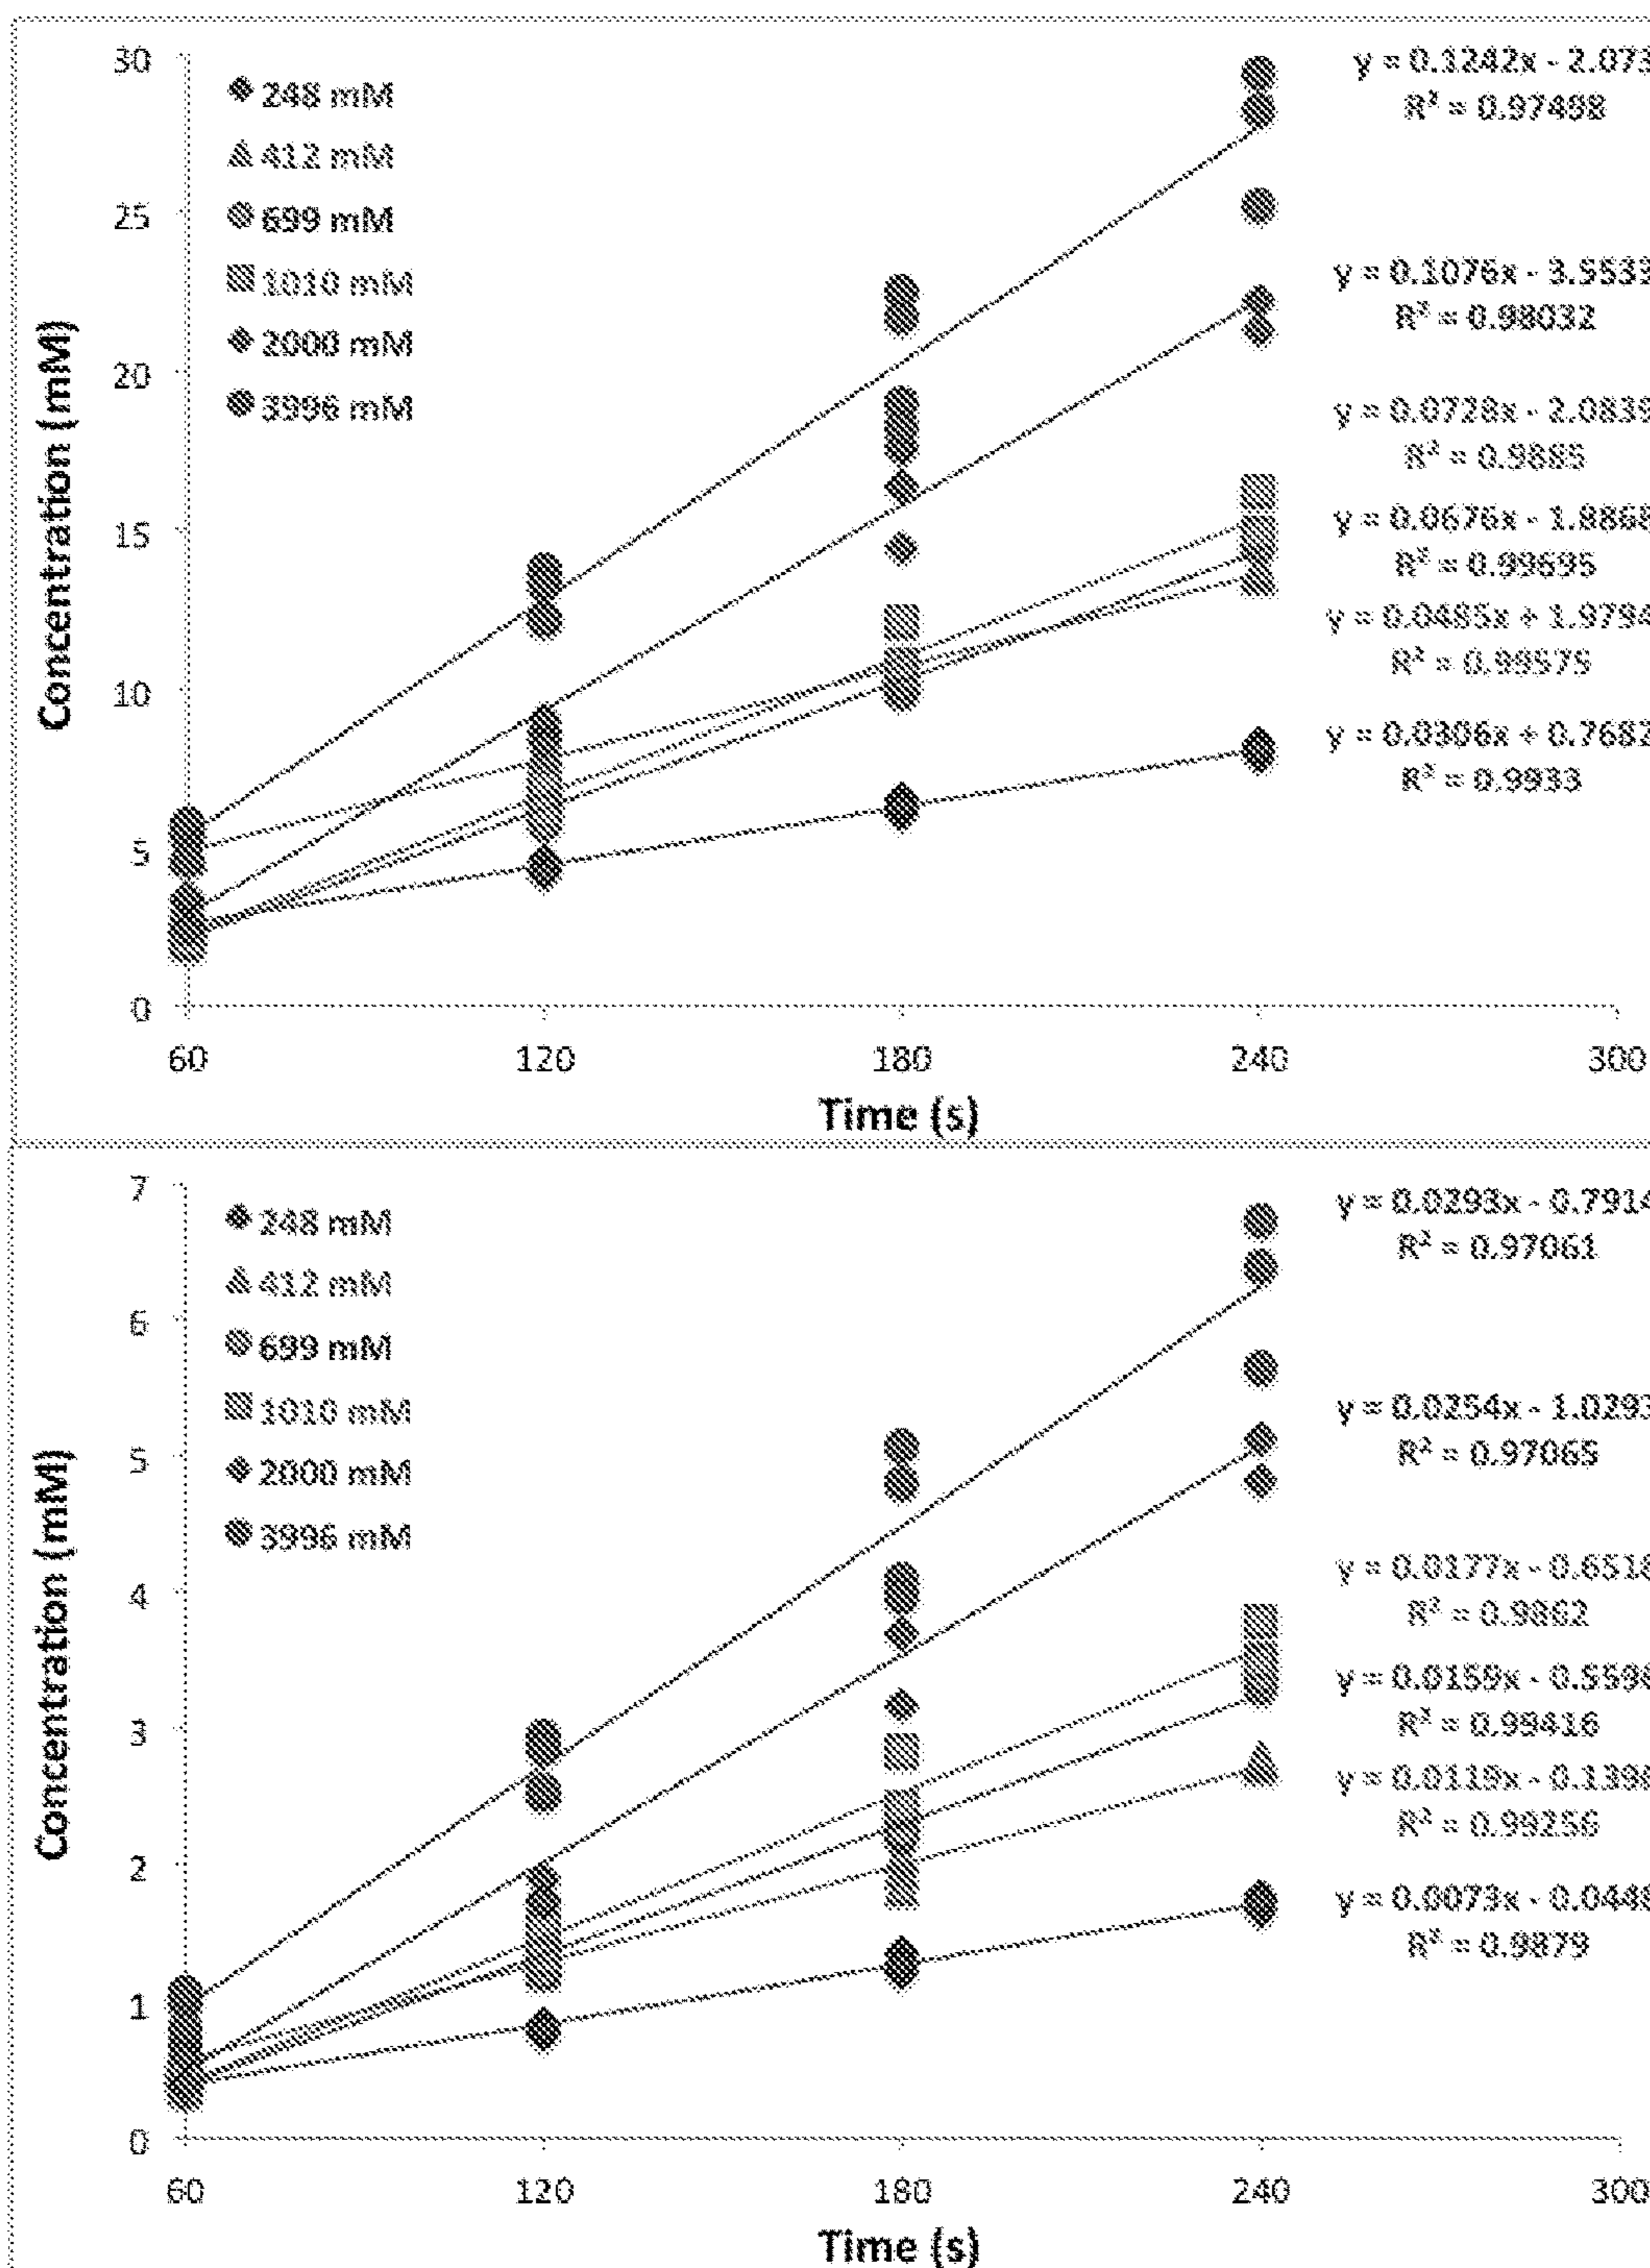 30
25
20
15
10
5
0
Concentration (mM)
248 mM
412 mM
699 mM
1010 mM
2000 mM
3996 mM
y = 0.1242x - 2.073
R² = 0.97498
y = 0.1076x - 3.5533
R² = 0.98032
y = 0.0728x - 2.0839
R² = 0.9885
y = 0.0676x - 1.8868
R² = 0.99695
y = 0.0485x + 1.9794
R² = 0.99575
y = 0.0306x + 0.7682
R² = 0.9933
60 120 180 240 300
Time (s)
7
6
5
4
3
2
1
0
Concentration (mM)
248 mM
412 mM
699 mM
1010 mM
2000 mM
3996 mM
y = 0.0293x - 0.7914
R² = 0.97061
y = 0.0254x - 1.0293
R² = 0.97065
y = 0.0177x - 0.6518
R² = 0.9862
y = 0.0159x - 0.5598
R² = 0.99416
y = 0.0119x - 0.1398
R² = 0.99256
y = 0.0073x - 0.0448
R² = 0.9879
60 120 180 240 300
Time (s)